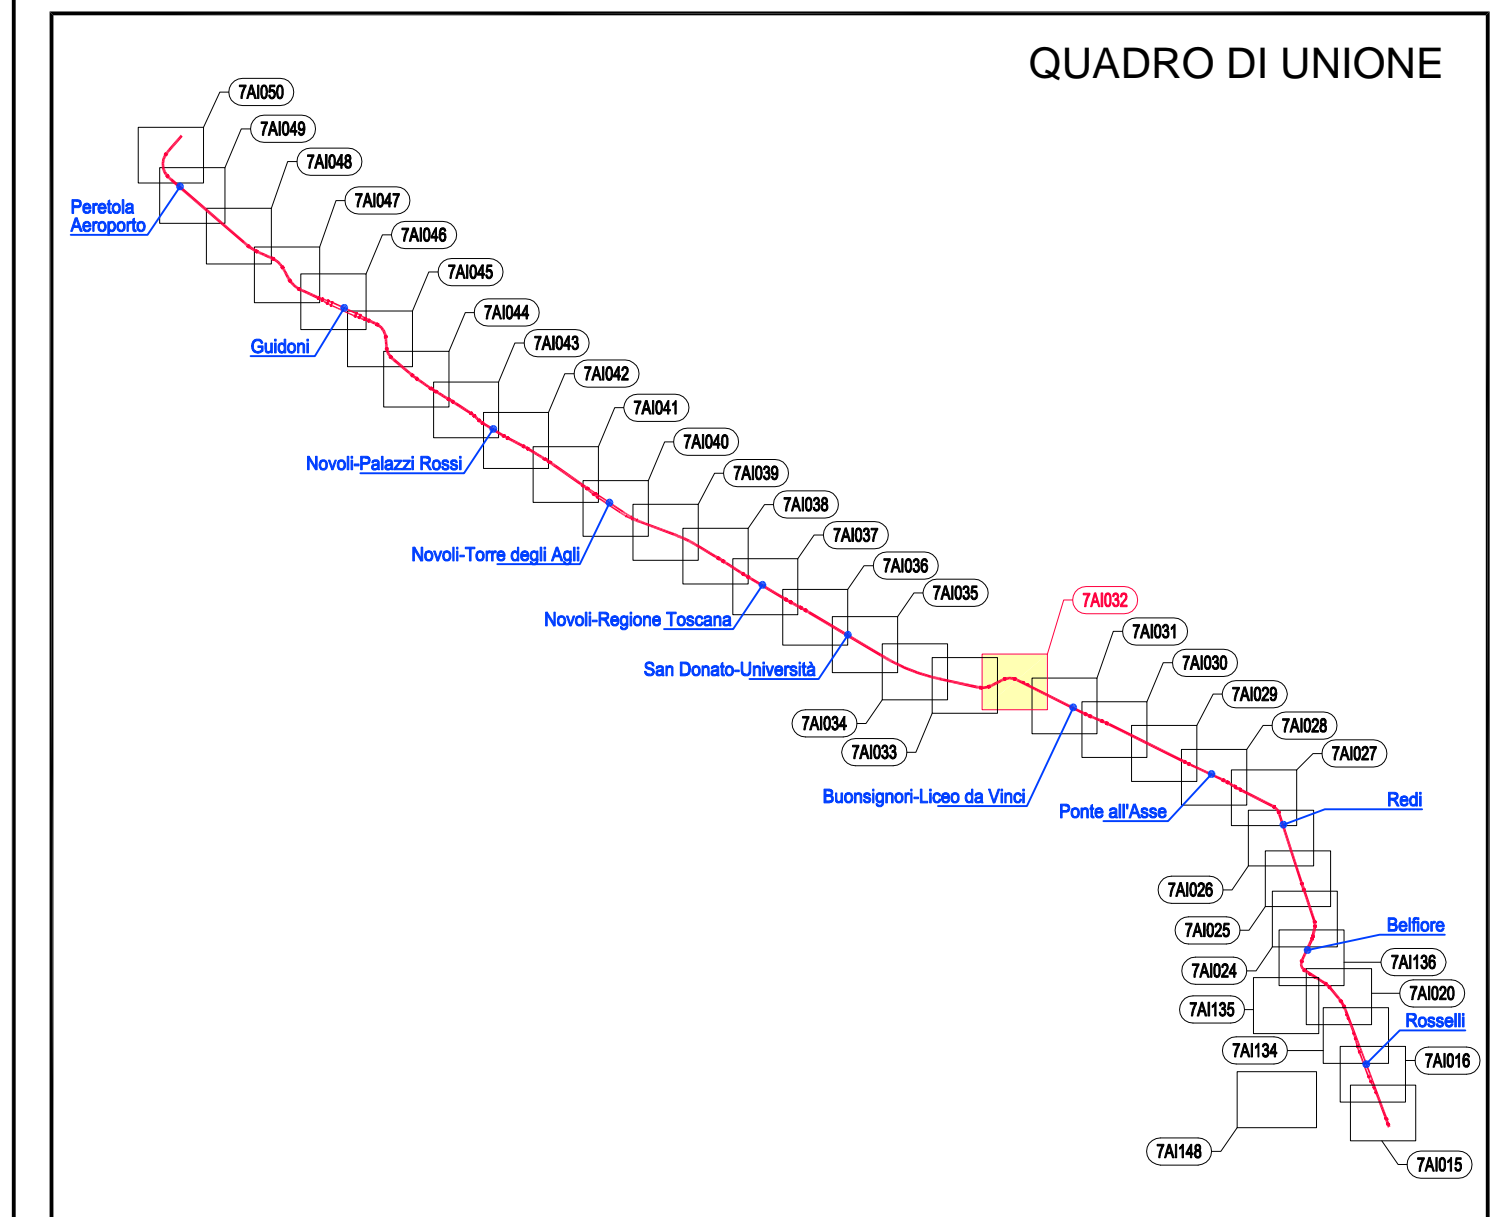 QUADRO DI UNIONE
7AI050
7AI049
7AI048
7AI047
Peretola
Aeroporto
7AI046
7AI045
7AI044
Guidoni
7AI043
7AI042
7AI041
7AI040
Novoli-Palazzi Rossi
7AI039
7AI038
7AI037
Novoli-Torre degli Agli
7AI036
7AI035
7AI032
Novoli-Regione Toscana
7AI031
7AI030
San Donato-Università
7AI029
7AI034
7AI028
7AI033
7AI027
Buonsignori-Liceo da Vinci
Redi
Ponte all'Asse
7AI026
7AI025
Belfiore
7AI136
7AI024
7AI020
7AI135
Rosselli
7AI134
7AI016
7AI148
7AI015